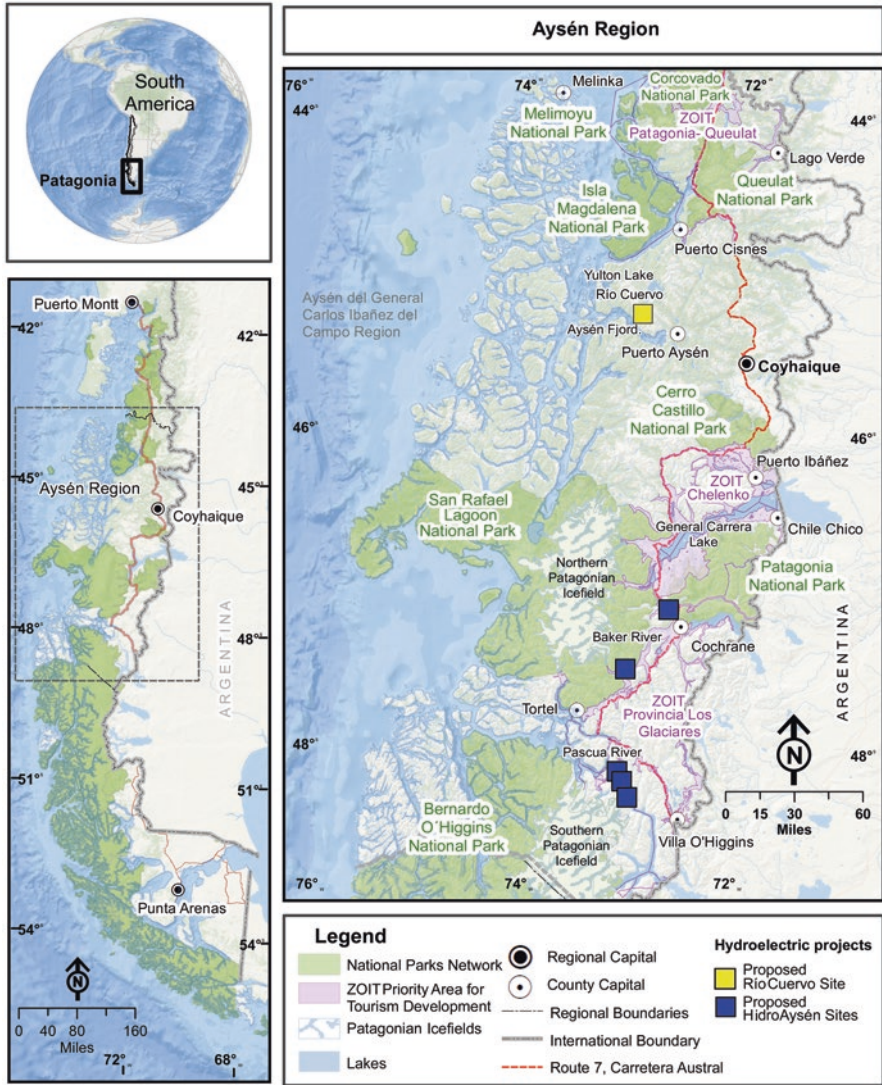 South
America
Patagonia
Puerto Montt
42°
42°
45°
45°
Aysén Region
Coyhaique
48°
48°
ARGENTINA
51°
51°
Punta Arenas
54°
54°
N
0 40 80 160
Miles
72°
68°
Aysén Region
76°
74°
Melinka
Corcovado
National Park
72°
44°
44°
Melimoyu
National Park
ZOIT
Patagonia- Queulat
Lago Verde
Isla
Magdalena
National Park
Queulat
National Park
Puerto Cisnes
Yulton Lake
Río Cuervo
Aysén del General
Carlos Ibañez del
Campo Region
Aysén Fjord
Puerto Aysén
Coyhaique
Cerro
Castillo
National Park
46°
46°
Puerto Ibáñez
ZOIT
Chelenko
San Rafael
Lagoon
National Park
General Carrera
Lake
Chile Chico
Northern
Patagonian
Icefield
Patagonia
National Park
Baker River
Cochrane
ARGENTINA
Tortel
ZOIT
Provincia Los
Glaciares
48°
48°
Pascua River
N
0 15 30 60
Miles
Bernardo
O´Higgins
National Park
Southern
Patagonian
Icefield
Villa O'Higgins
76°
74°
72°
Legend
National Parks Network
ZOIT Priority Area for
Tourism Development
Patagonian Icefields
Lakes
Regional Capital
County Capital
Regional Boundaries
International Boundary
Route 7, Carretera Austral
Hydroelectric projects
Proposed
RíoCuervo Site
Proposed
HidroAysén Sites